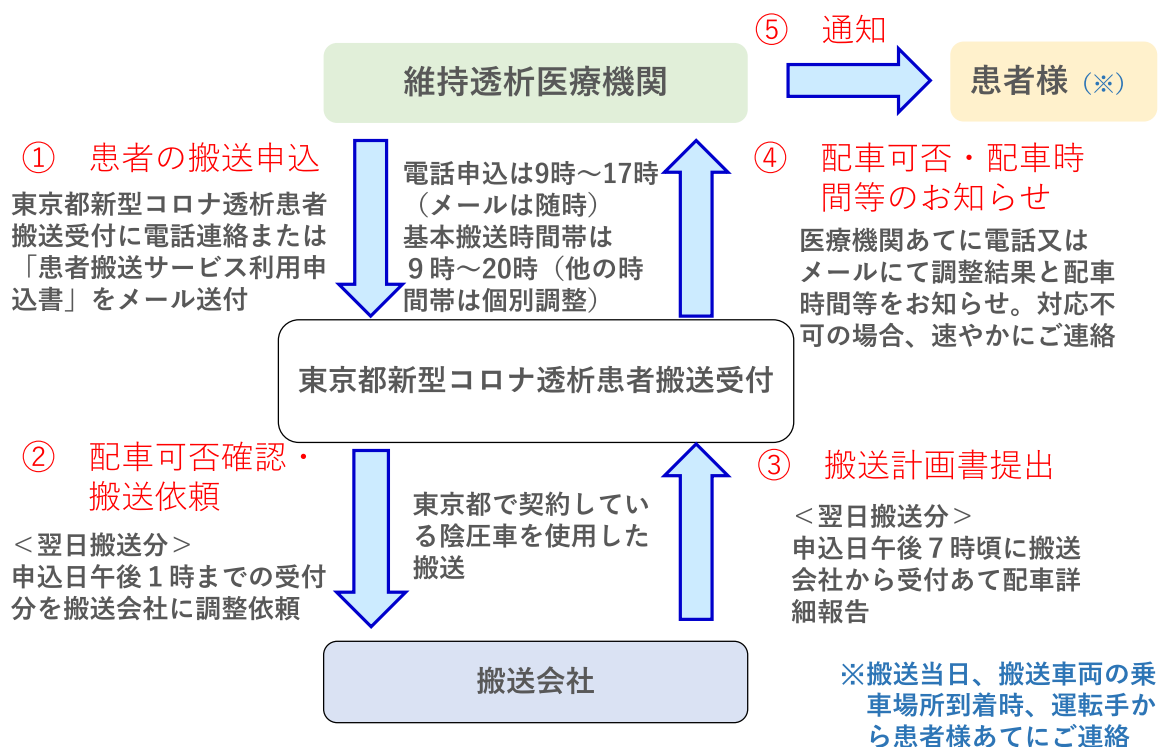 ⑤ 通知
維持透析医療機関
患者様（※）
① 患者の搬送申込
東京都新型コロナ透析患者
搬送受付に電話連絡または
「患者搬送サービス利用申
込書」をメール送付
電話申込は9時～17時
（メールは随時）
基本搬送時間帯は
９時～20時（他の時
間帯は個別調整）
④ 配車可否・配車時
間等のお知らせ
医療機関あてに電話又は
メールにて調整結果と配車
時間等をお知らせ。対応不
可の場合、速やかにご連絡
東京都新型コロナ透析患者搬送受付
② 配車可否確認・
搬送依頼
＜翌日搬送分＞
申込日午後１時までの受付
分を搬送会社に調整依頼
東京都で契約してい
る陰圧車を使用した
搬送
③ 搬送計画書提出
＜翌日搬送分＞
申込日午後７時頃に搬送
会社から受付あて配車詳
細報告
搬送会社
※搬送当日、搬送車両の乗
車場所到着時、運転手か
ら患者様あてにご連絡